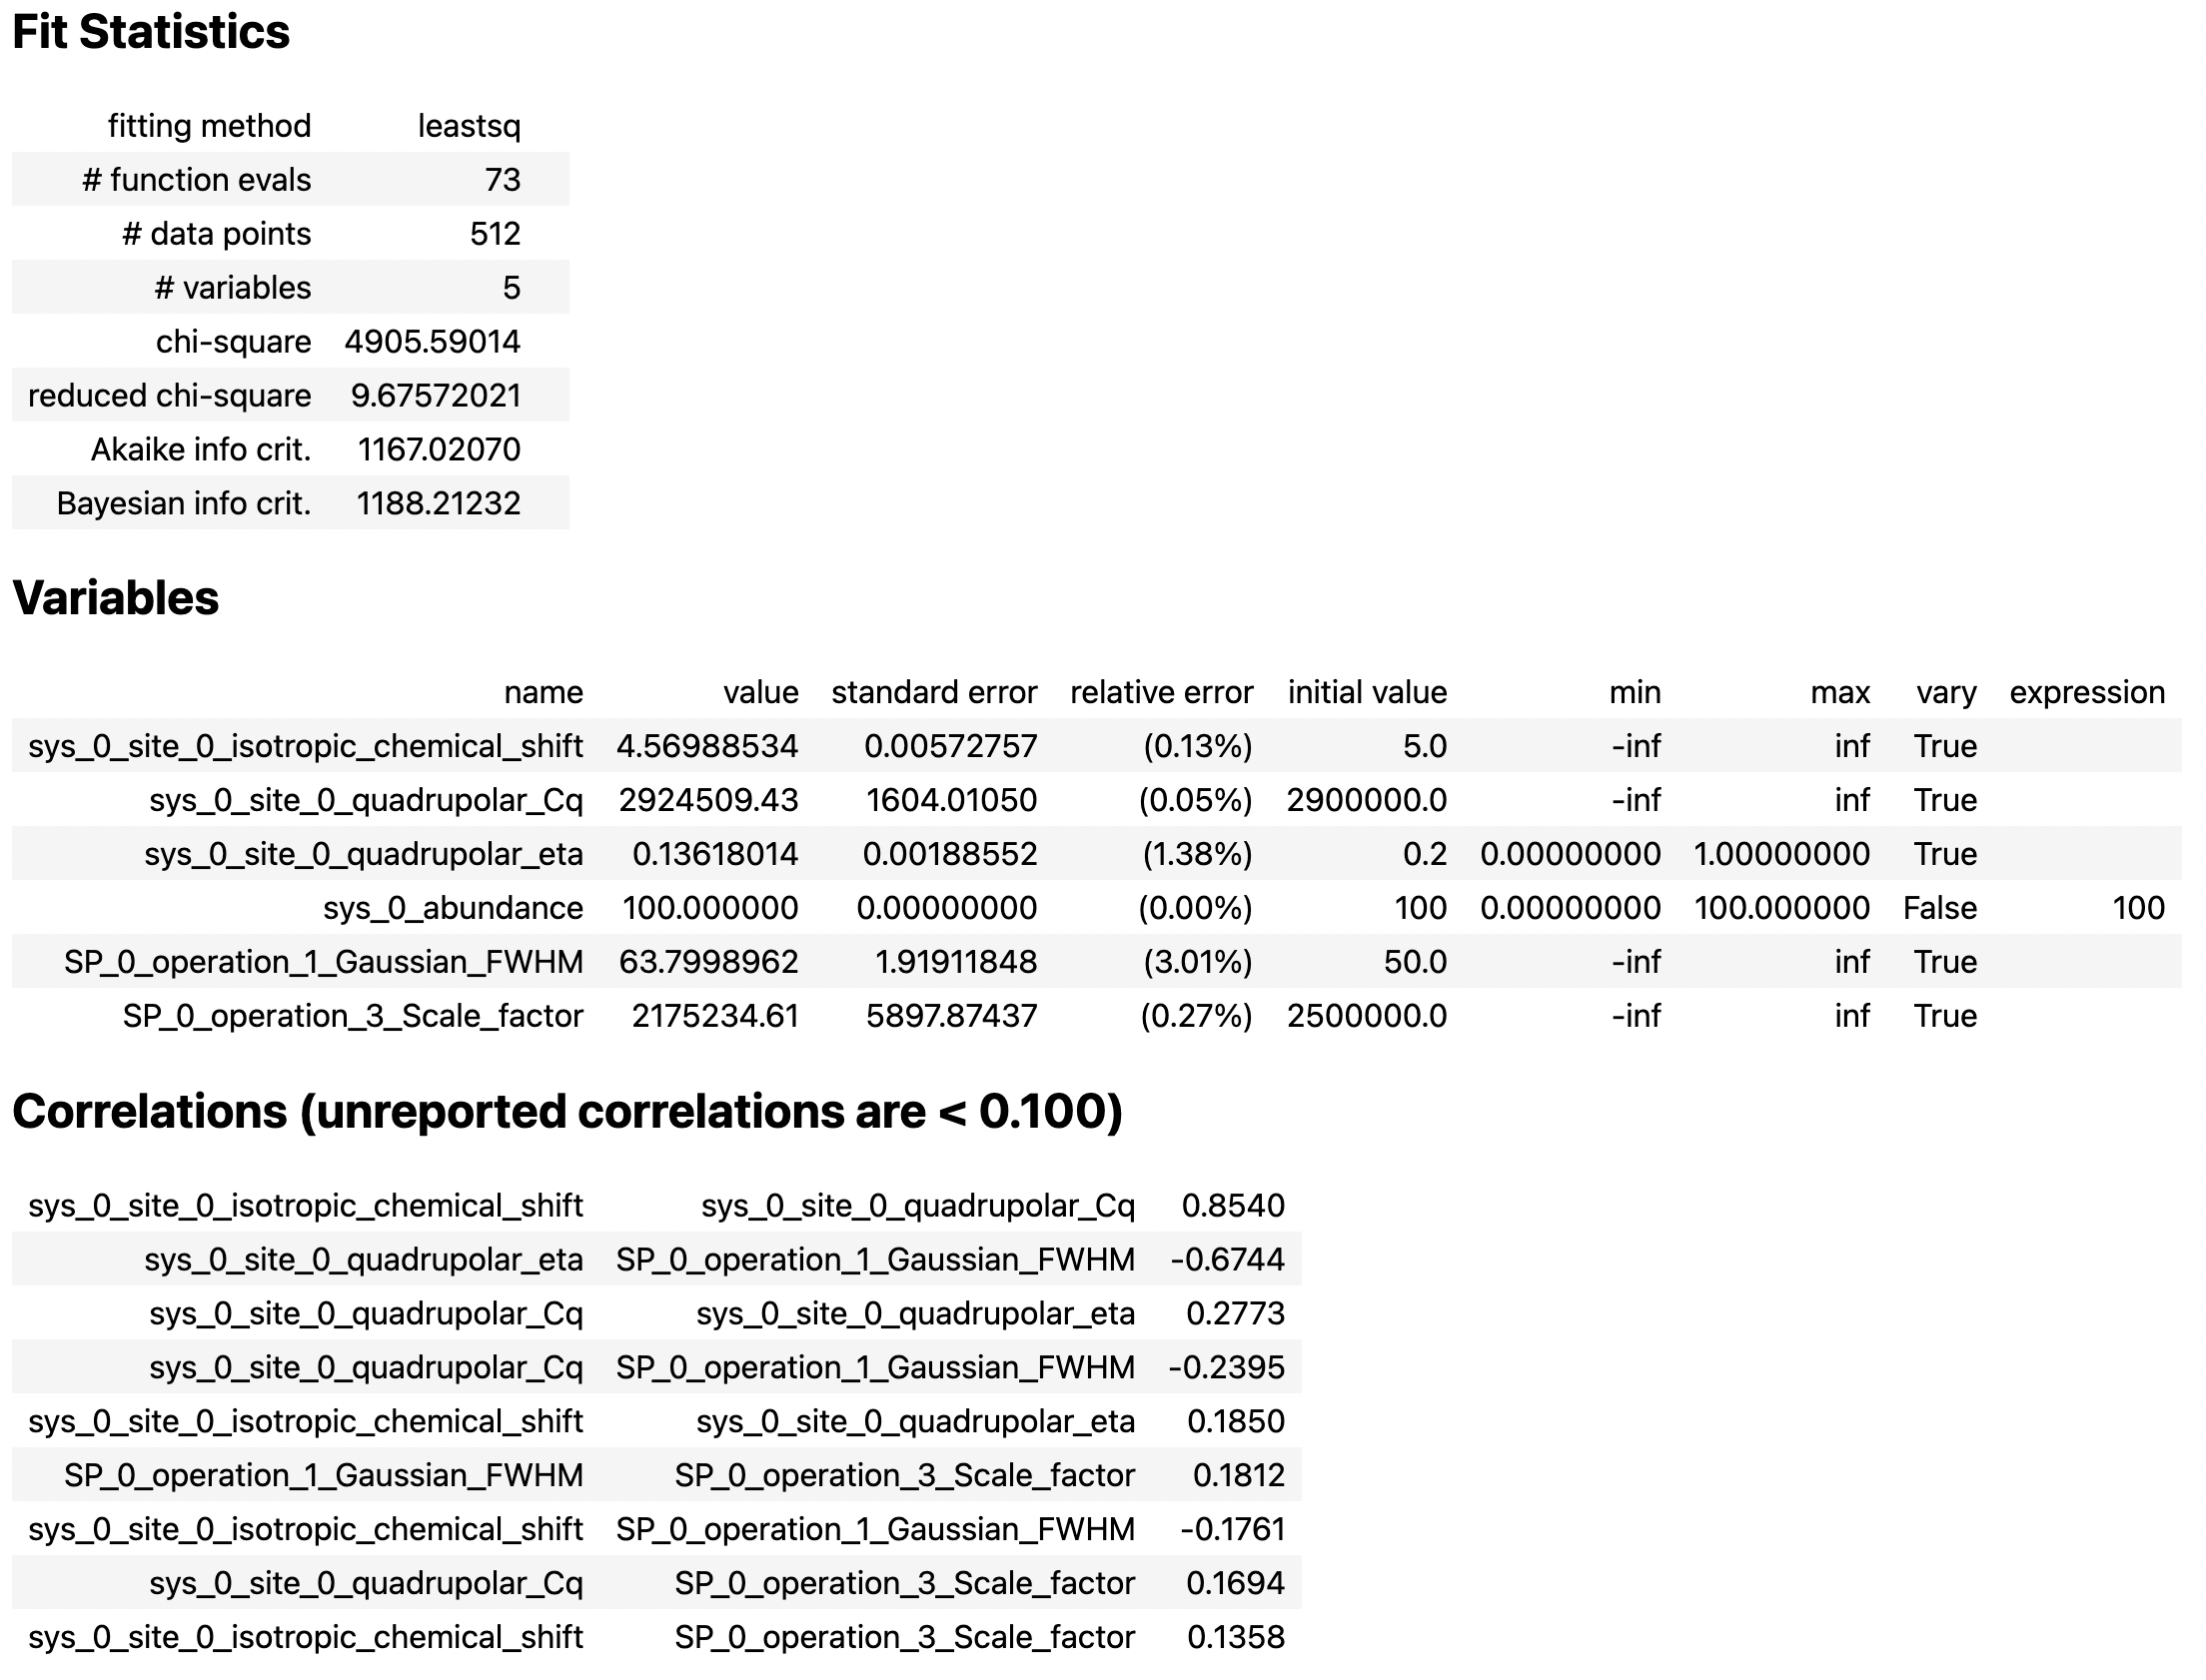 Fit Statistics
fitting method leastsq
# function evals 73
# data points 512
# variables 5
chi-square 4905.59014
reduced chi-square 9.67572021
Akaike info crit. 1167.02070
Bayesian info crit. 1188.21232
Variables
name value standard error relative error initial value min max vary expression
sys_0_site_0_isotropic_chemical_shift 4.56988534 0.00572757 (0.13%) 5.0 -inf inf True
sys_0_site_0_quadrupolar_Cq 2924509.43 1604.01050 (0.05%) 2900000.0 -inf inf True
sys_0_site_0_quadrupolar_eta 0.13618014 0.00188552 (1.38%) 0.2 0.00000000 1.00000000 True
sys_0_abundance 100.000000 0.00000000 (0.00%) 100 0.00000000 100.000000 False 100
SP_0_operation_1_Gaussian_FWHM 63.7998962 1.91911848 (3.01%) 50.0 -inf inf True
SP_0_operation_3_Scale_factor 2175234.61 5897.87437 (0.27%) 2500000.0 -inf inf True
Correlations (unreported correlations are < 0.100)
sys_0_site_0_isotropic_chemical_shift sys_0_site_0_quadrupolar_Cq 0.8540
sys_0_site_0_quadrupolar_eta SP_0_operation_1_Gaussian_FWHM -0.6744
sys_0_site_0_quadrupolar_Cq sys_0_site_0_quadrupolar_eta 0.2773
sys_0_site_0_quadrupolar_Cq SP_0_operation_1_Gaussian_FWHM -0.2395
sys_0_site_0_isotropic_chemical_shift sys_0_site_0_quadrupolar_eta 0.1850
SP_0_operation_1_Gaussian_FWHM SP_0_operation_3_Scale_factor 0.1812
sys_0_site_0_isotropic_chemical_shift SP_0_operation_1_Gaussian_FWHM -0.1761
sys_0_site_0_quadrupolar_Cq SP_0_operation_3_Scale_factor 0.1694
sys_0_site_0_isotropic_chemical_shift SP_0_operation_3_Scale_factor 0.1358